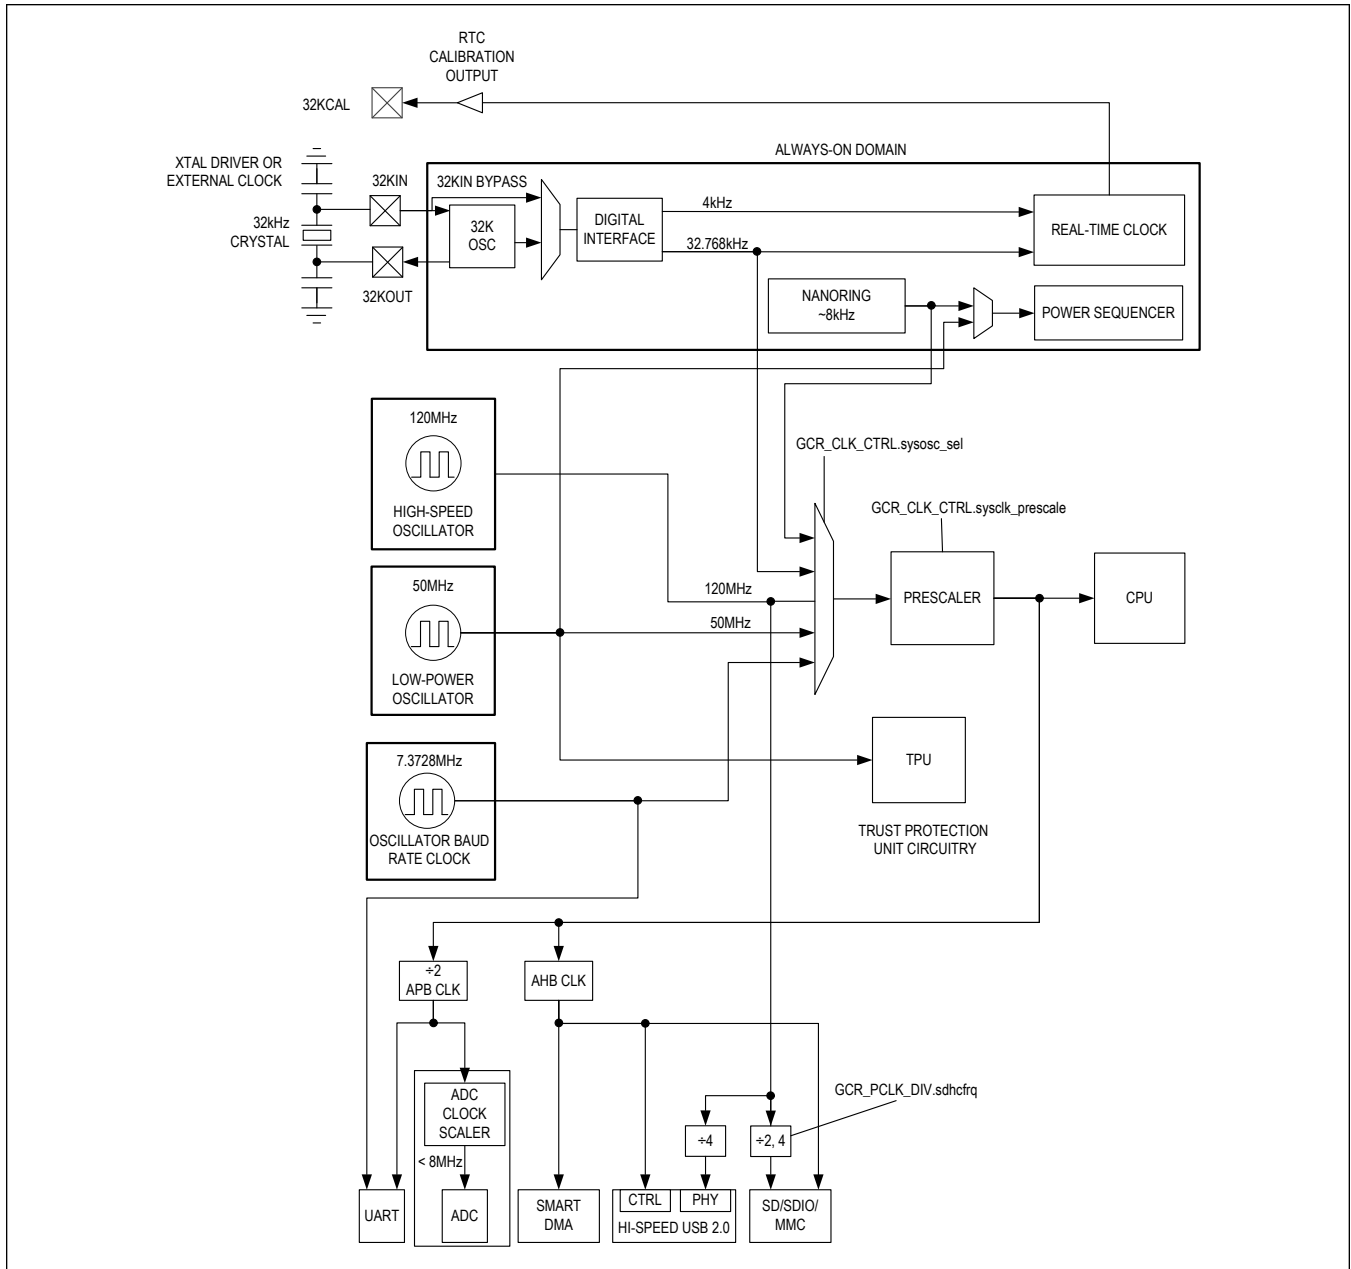 RTC
CALIBRATION
OUTPUT
32KCAL
ALWAYS-ON DOMAIN
XTAL DRIVER OR
EXTERNAL CLOCK
32KIN
32KIN BYPASS
32kHz
CRYSTAL
32K
OSC
DIGITAL
INTERFACE
4kHz
32.768kHz
REAL-TIME CLOCK
32KOUT
NANORING
~8kHz
POWER SEQUENCER
120MHz
HIGH-SPEED
OSCILLATOR
GCR_CLK_CTRL.sysosc_sel
GCR_CLK_CTRL.sysclk_prescale
50MHz
LOW-POWER
OSCILLATOR
120MHz
50MHz
PRESCALER
CPU
7.3728MHz
OSCILLATOR BAUD
RATE CLOCK
TPU
TRUST PROTECTION
UNIT CIRCUITRY
÷2
APB CLK
AHB CLK
ADC
CLOCK
SCALER
< 8MHz
GCR_PCLK_DIV.sdhcfrq
÷4
÷2, 4
UART
ADC
SMART
DMA
CTRL
PHY
HI-SPEED USB 2.0
SD/SDIO/
MMC